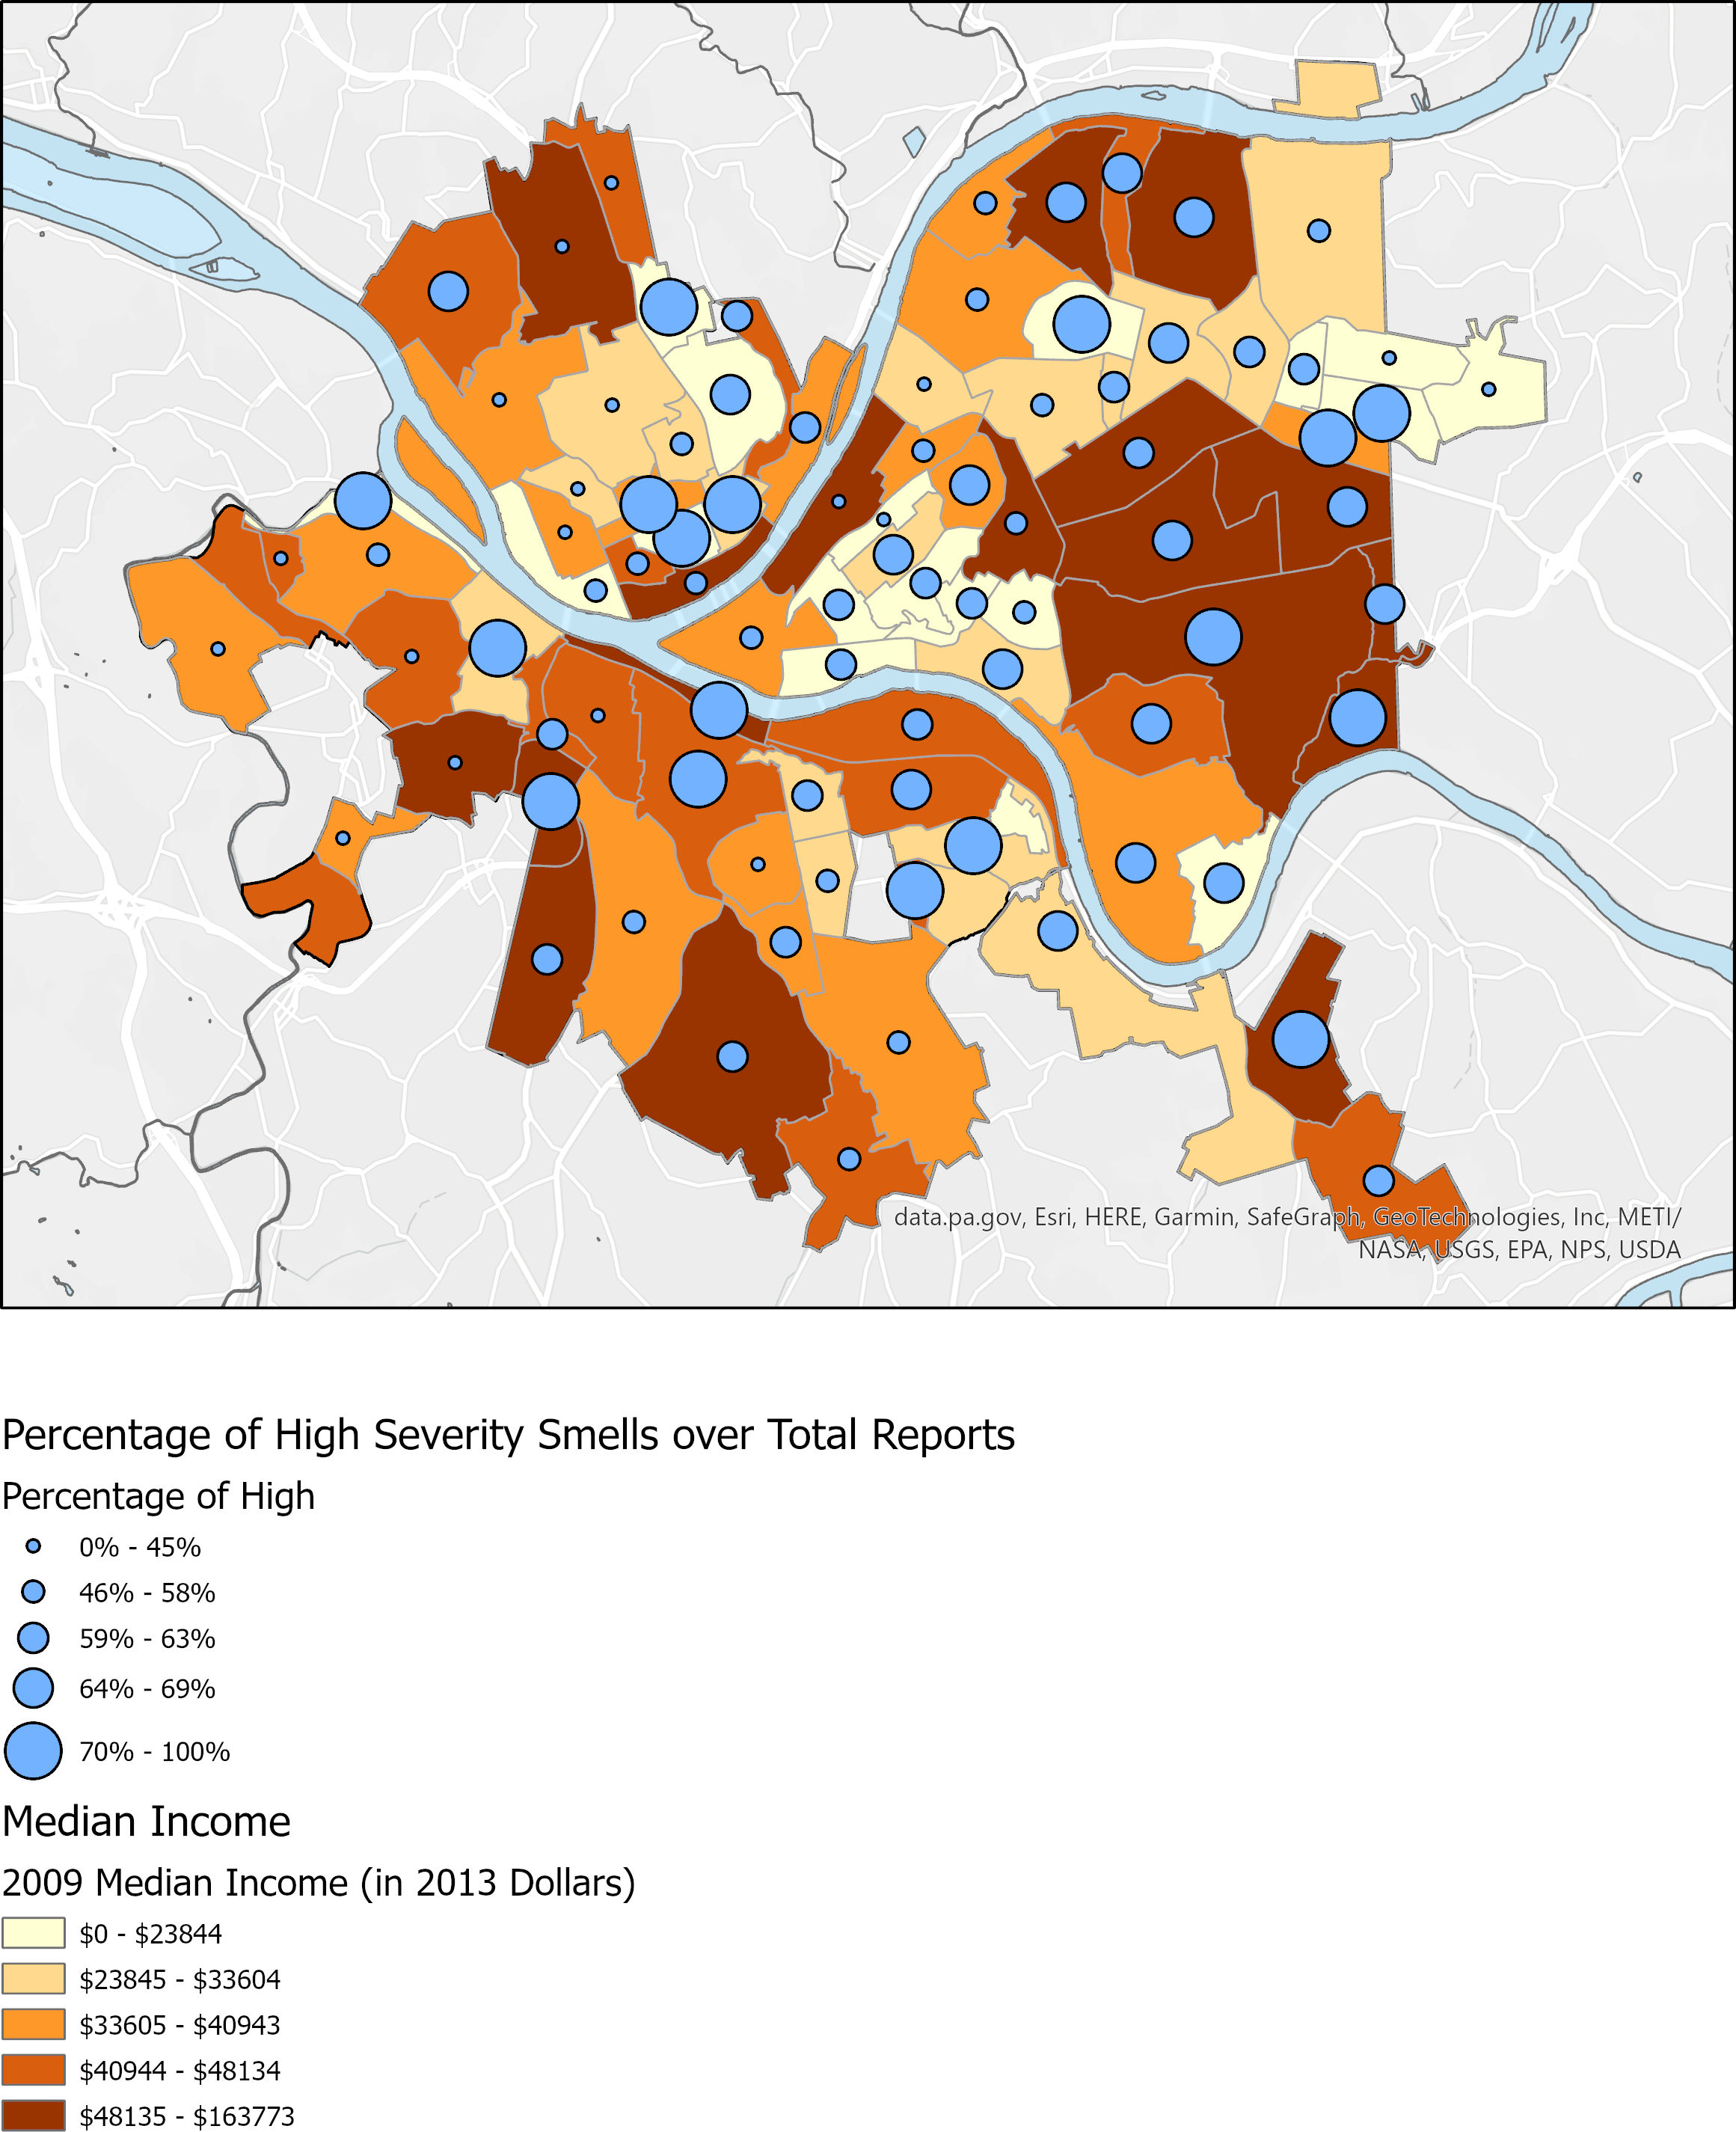 data.pa.gov, Esri, HERE, Garmin, SafeGraph, GeoTechnologies, Inc, METI/
NASA, USGS, EPA, NPS, USDA
Percentage of High Severity Smells over Total Reports
Percentage of High
0% - 45%
46% - 58%
59% - 63%
64% - 69%
70% - 100%
Median Income
2009 Median Income (in 2013 Dollars)
$0 - $23844
$23845 - $33604
$33605 - $40943
$40944 - $48134
$48135 - $163773